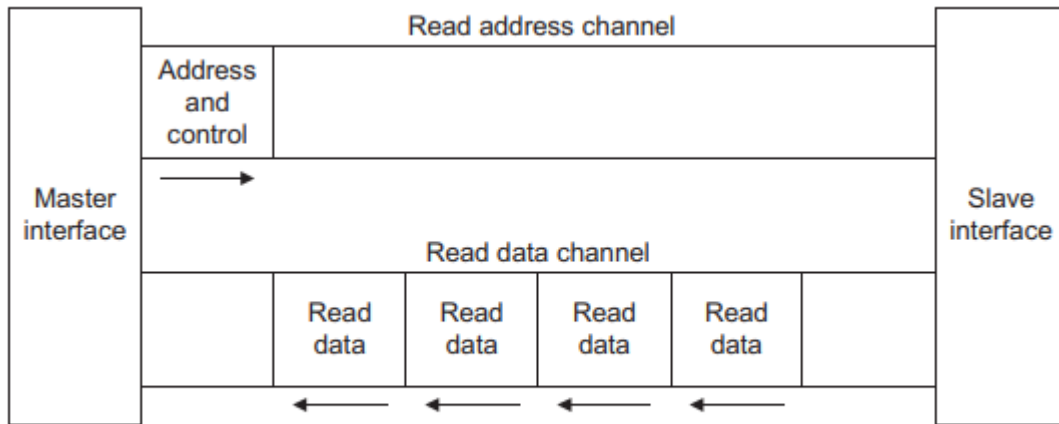 Read address channel
Address
and
control
Master
interface
Slave
interface
Read data channel
Read
data
Read
data
Read
data
Read
data